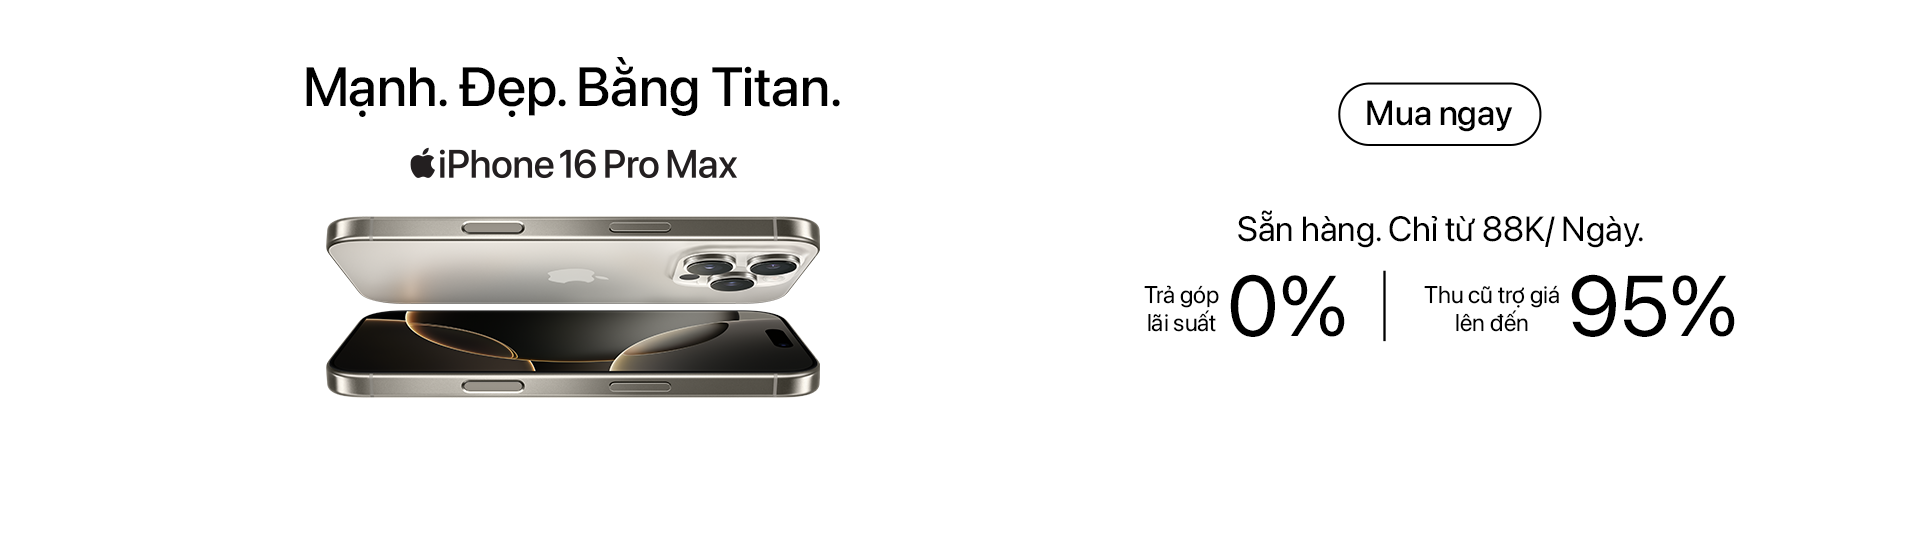 Mạnh. Đẹp. Bằng Titan.
iPhone 16 Pro Max
Mua ngay
Sẵn hàng. Chỉ từ 88K/ Ngày.
Trả góp
lãi suất
0%
Thu cũ trợ giá
lên đến
95%